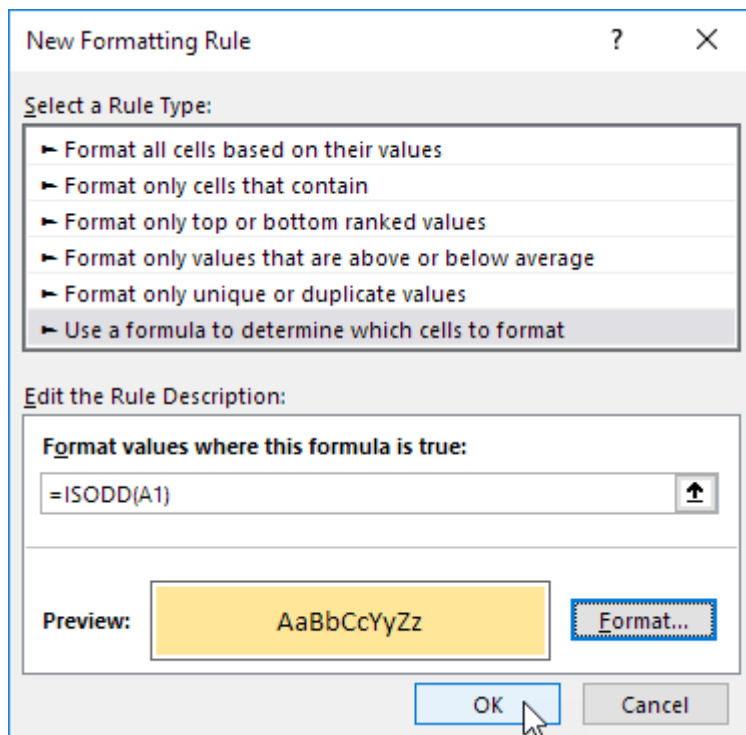 New Formatting Rule ? ×
Select a Rule Type:
► Format all cells based on their values
► Format only cells that contain
► Format only top or bottom ranked values
► Format only values that are above or below average
► Format only unique or duplicate values
► Use a formula to determine which cells to format
Edit the Rule Description:
Format values where this formula is true:
=ISODD(A1)
Preview: AaBbCcYyZz Format...
OK Cancel